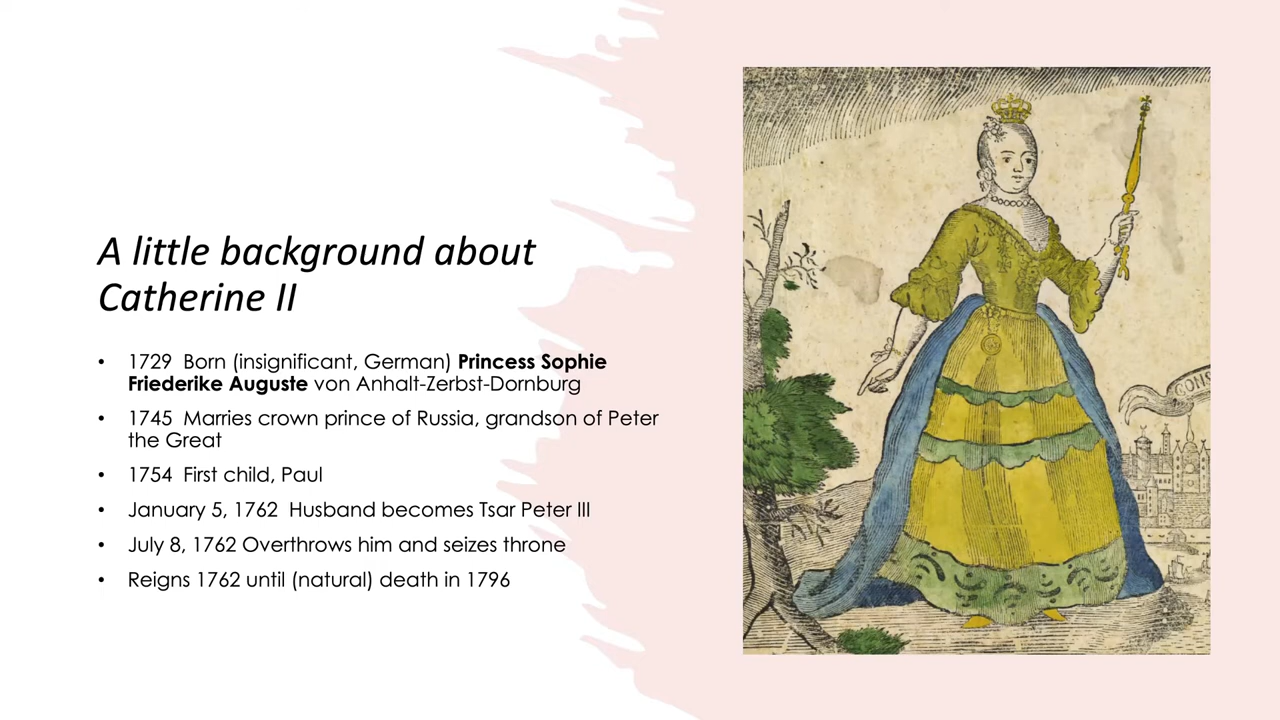 A little background about
Catherine II
• 1729 Born (insignificant, German) Princess Sophie
Friederike Auguste von Anhalt-Zerbst-Dornburg
• 1745 Marries crown prince of Russia, grandson of Peter
the Great
• 1754 First child, Paul
• January 5, 1762 Husband becomes Tsar Peter III
• July 8, 1762 Overthrows him and seizes throne
• Reigns 1762 until (natural) death in 1796
CONS